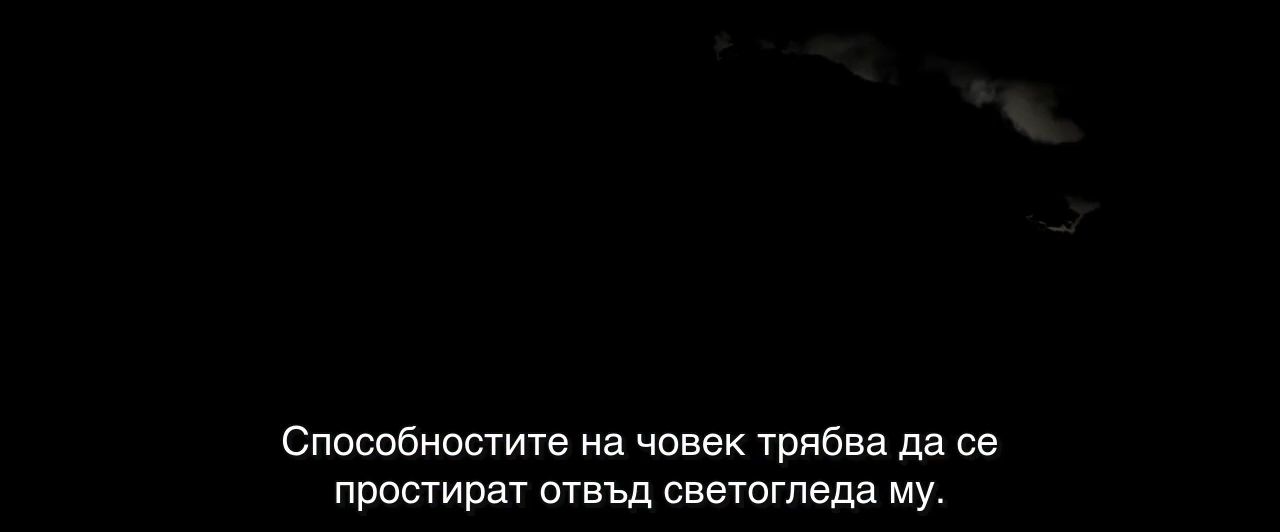 Способностите на човек трябва да се
простират отвъд светогледа му.